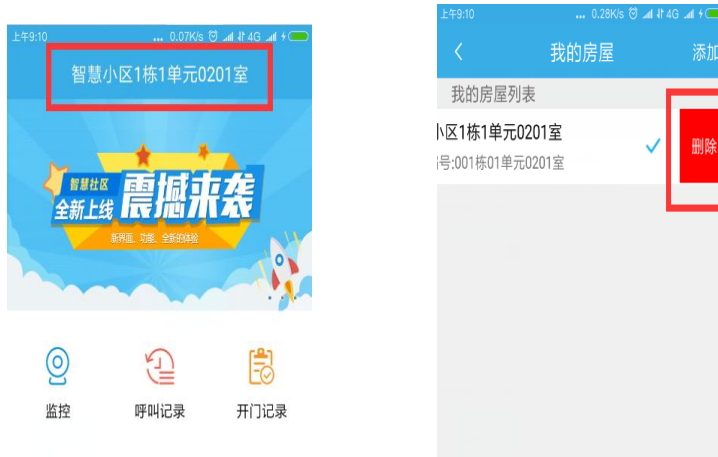 上午9:10 ... 0.07K/s 4G
智慧小区1栋1单元0201室
智慧社区
全新上线
震撼来袭
新界面、功能、全新的体验
监控 呼叫记录 开门记录
上午9:10 ... 0.28K/s 4G
我的房屋 添加
我的房屋列表
小区1栋1单元0201室
号:001栋01单元0201室
删除